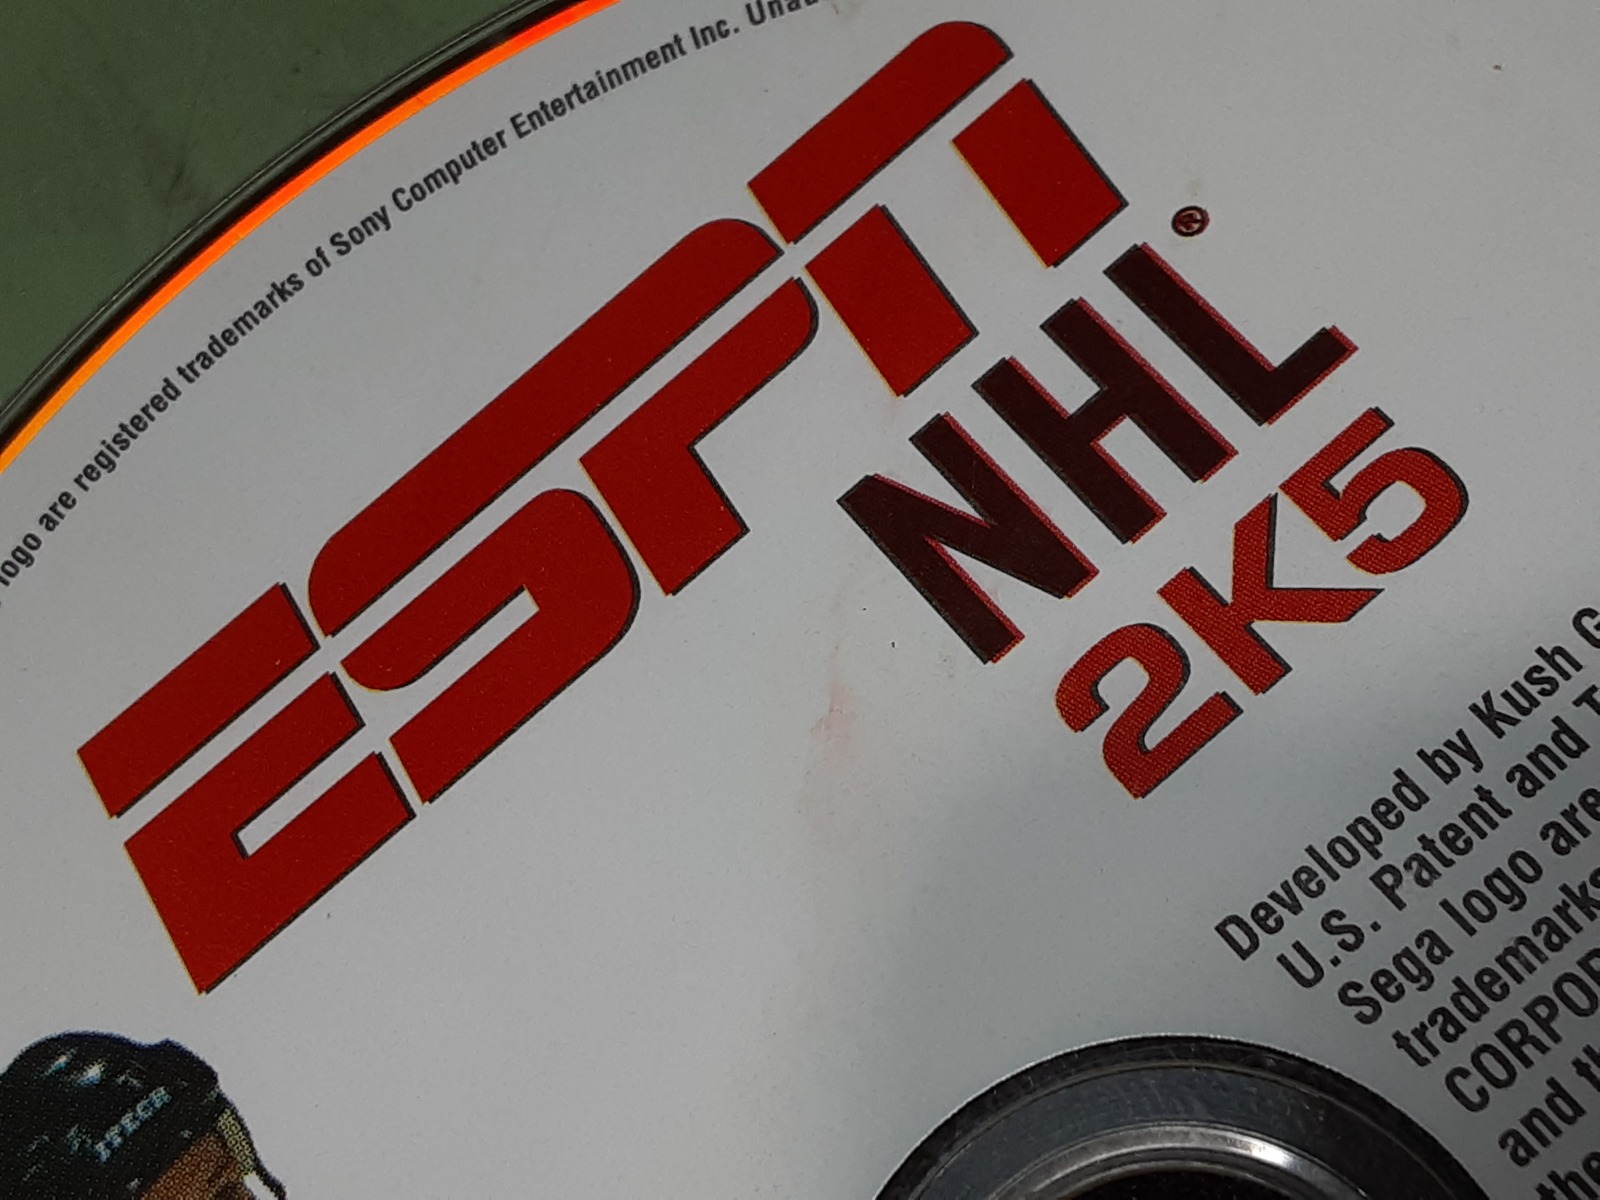 logo are registered trademarks of Sony Computer Entertainment Inc.
ESPN
NHL®
2K5
Developed by Kush
U.S. Patent and
Sega logo are
trademarks
and
ITECH